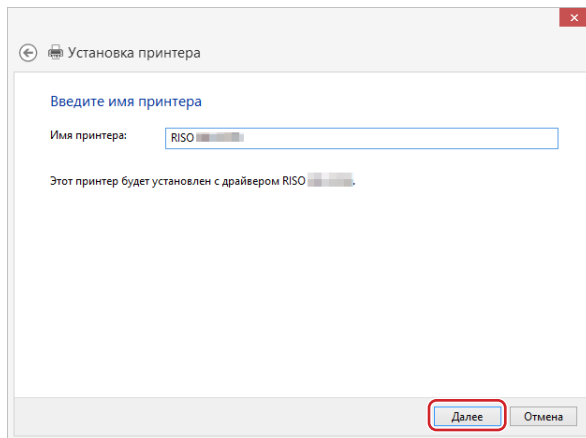 Установка принтера
Введите имя принтера
Имя принтера: RISO
Этот принтер будет установлен с драйвером RISO .
Далее Отмена